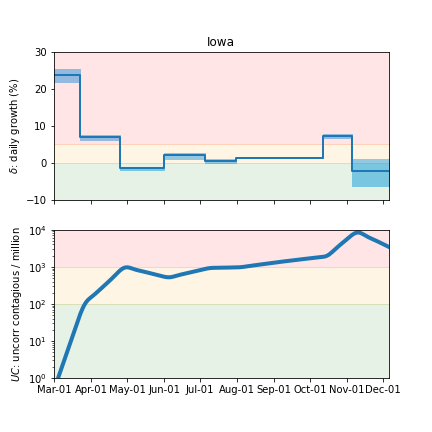 Iowa
δ: daily growth (%)
30
20
10
0
−10
UC: uncorr contagious / million
10⁴
10³
10²
10¹
10⁰
Mar-01 Apr-01 May-01 Jun-01 Jul-01 Aug-01 Sep-01 Oct-01 Nov-01 Dec-01